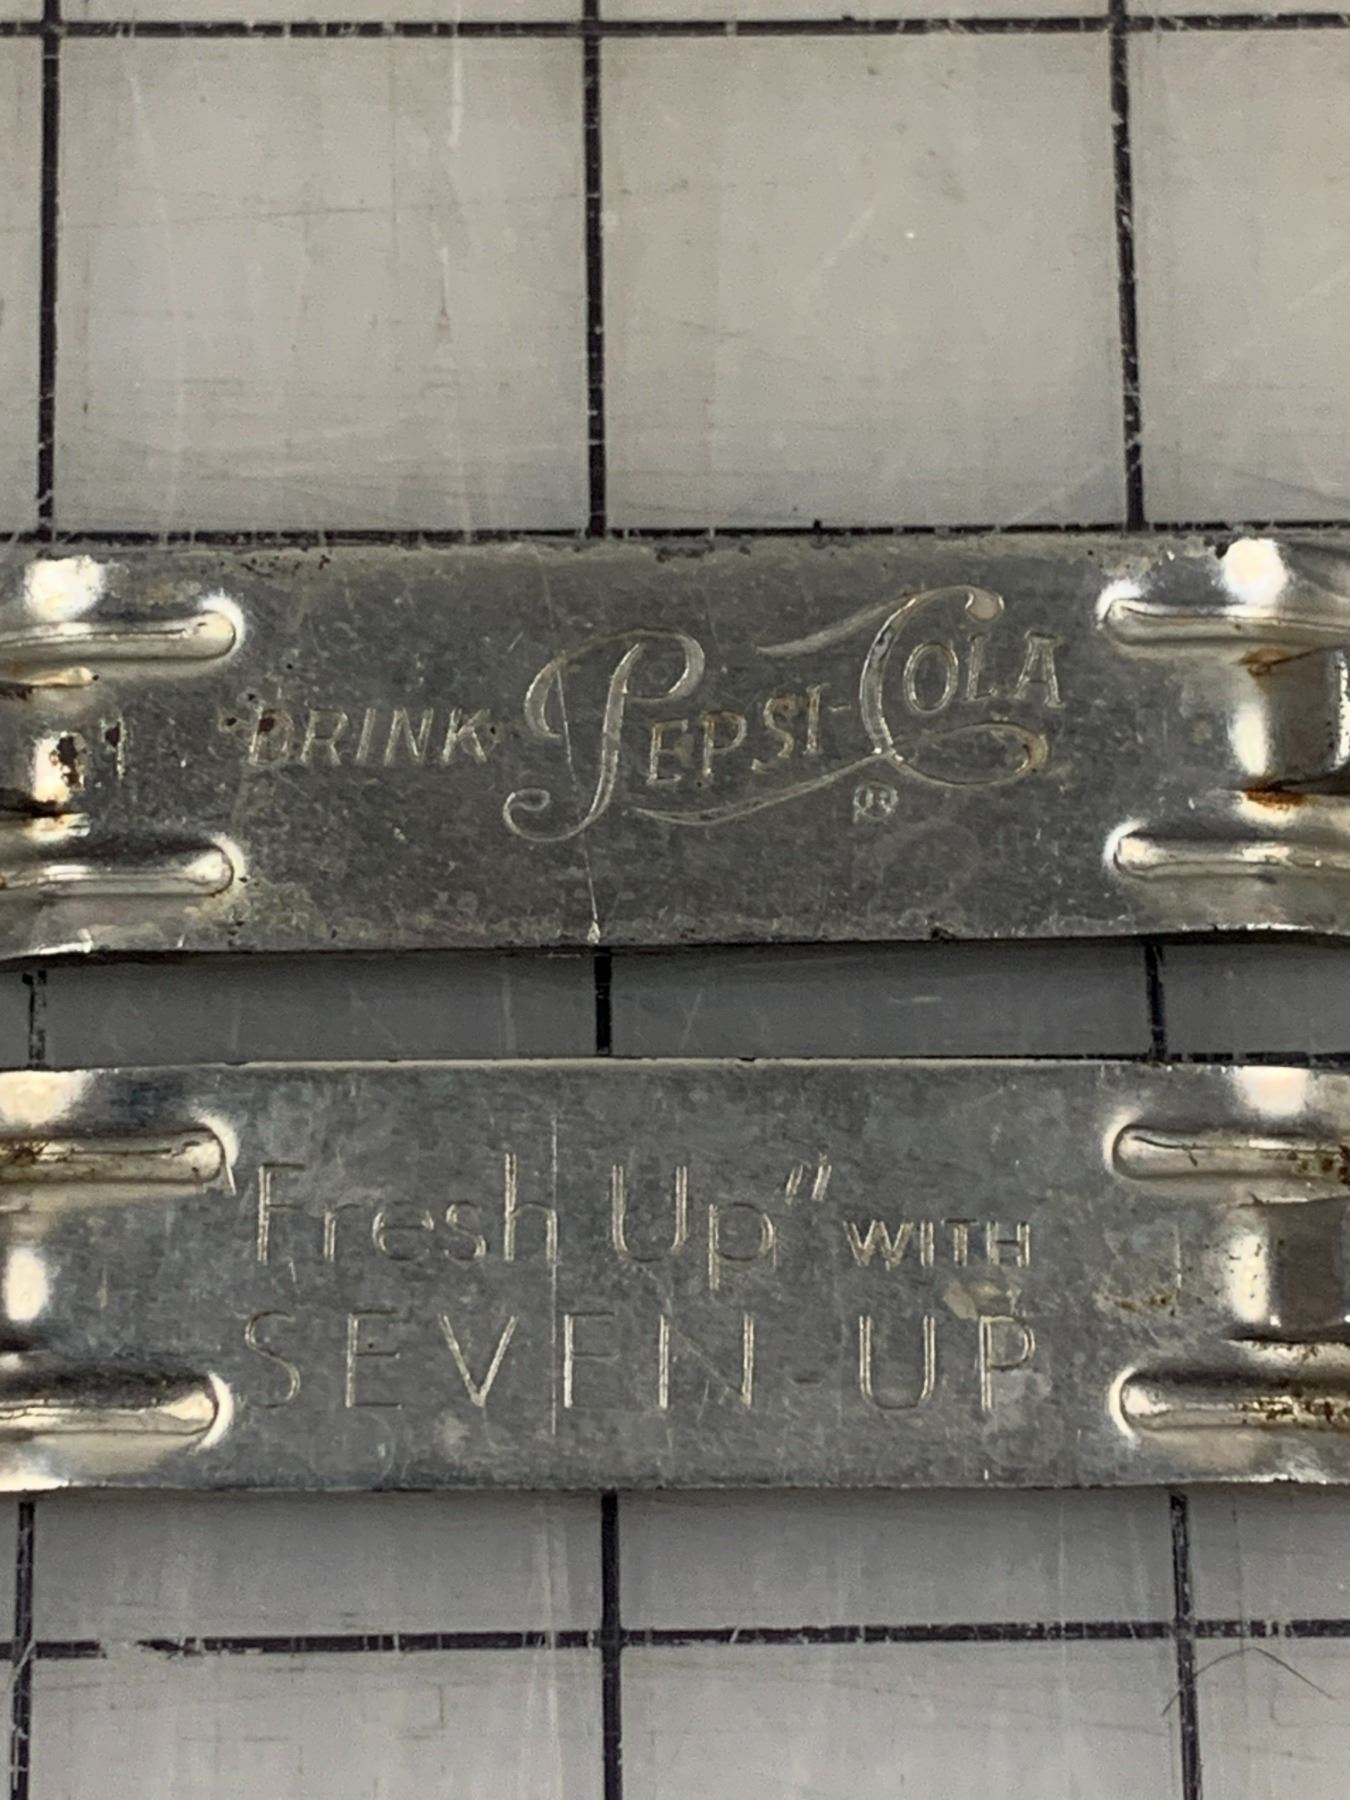 "DRINK PEPSI-COLA
®
"Fresh Up" WITH
SEVEN-UP